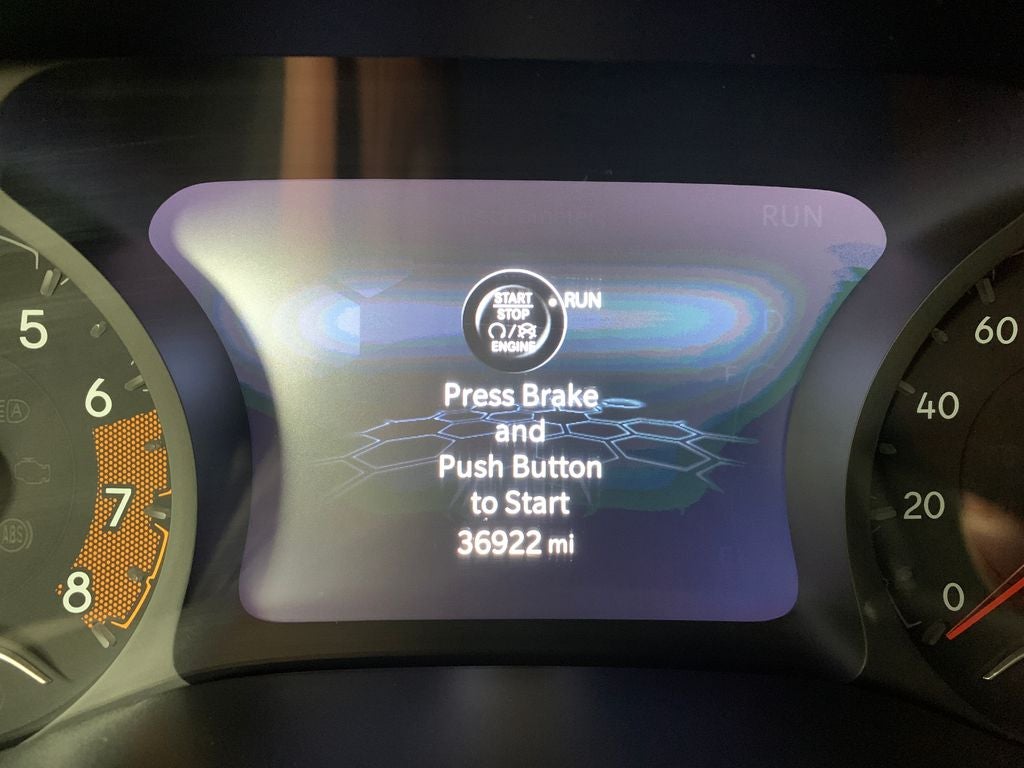 RUN
START
STOP
ENGINE
RUN
Press Brake
and
Push Button
to Start
36922 mi
5
6
7
8
A
ABS
60
40
20
0